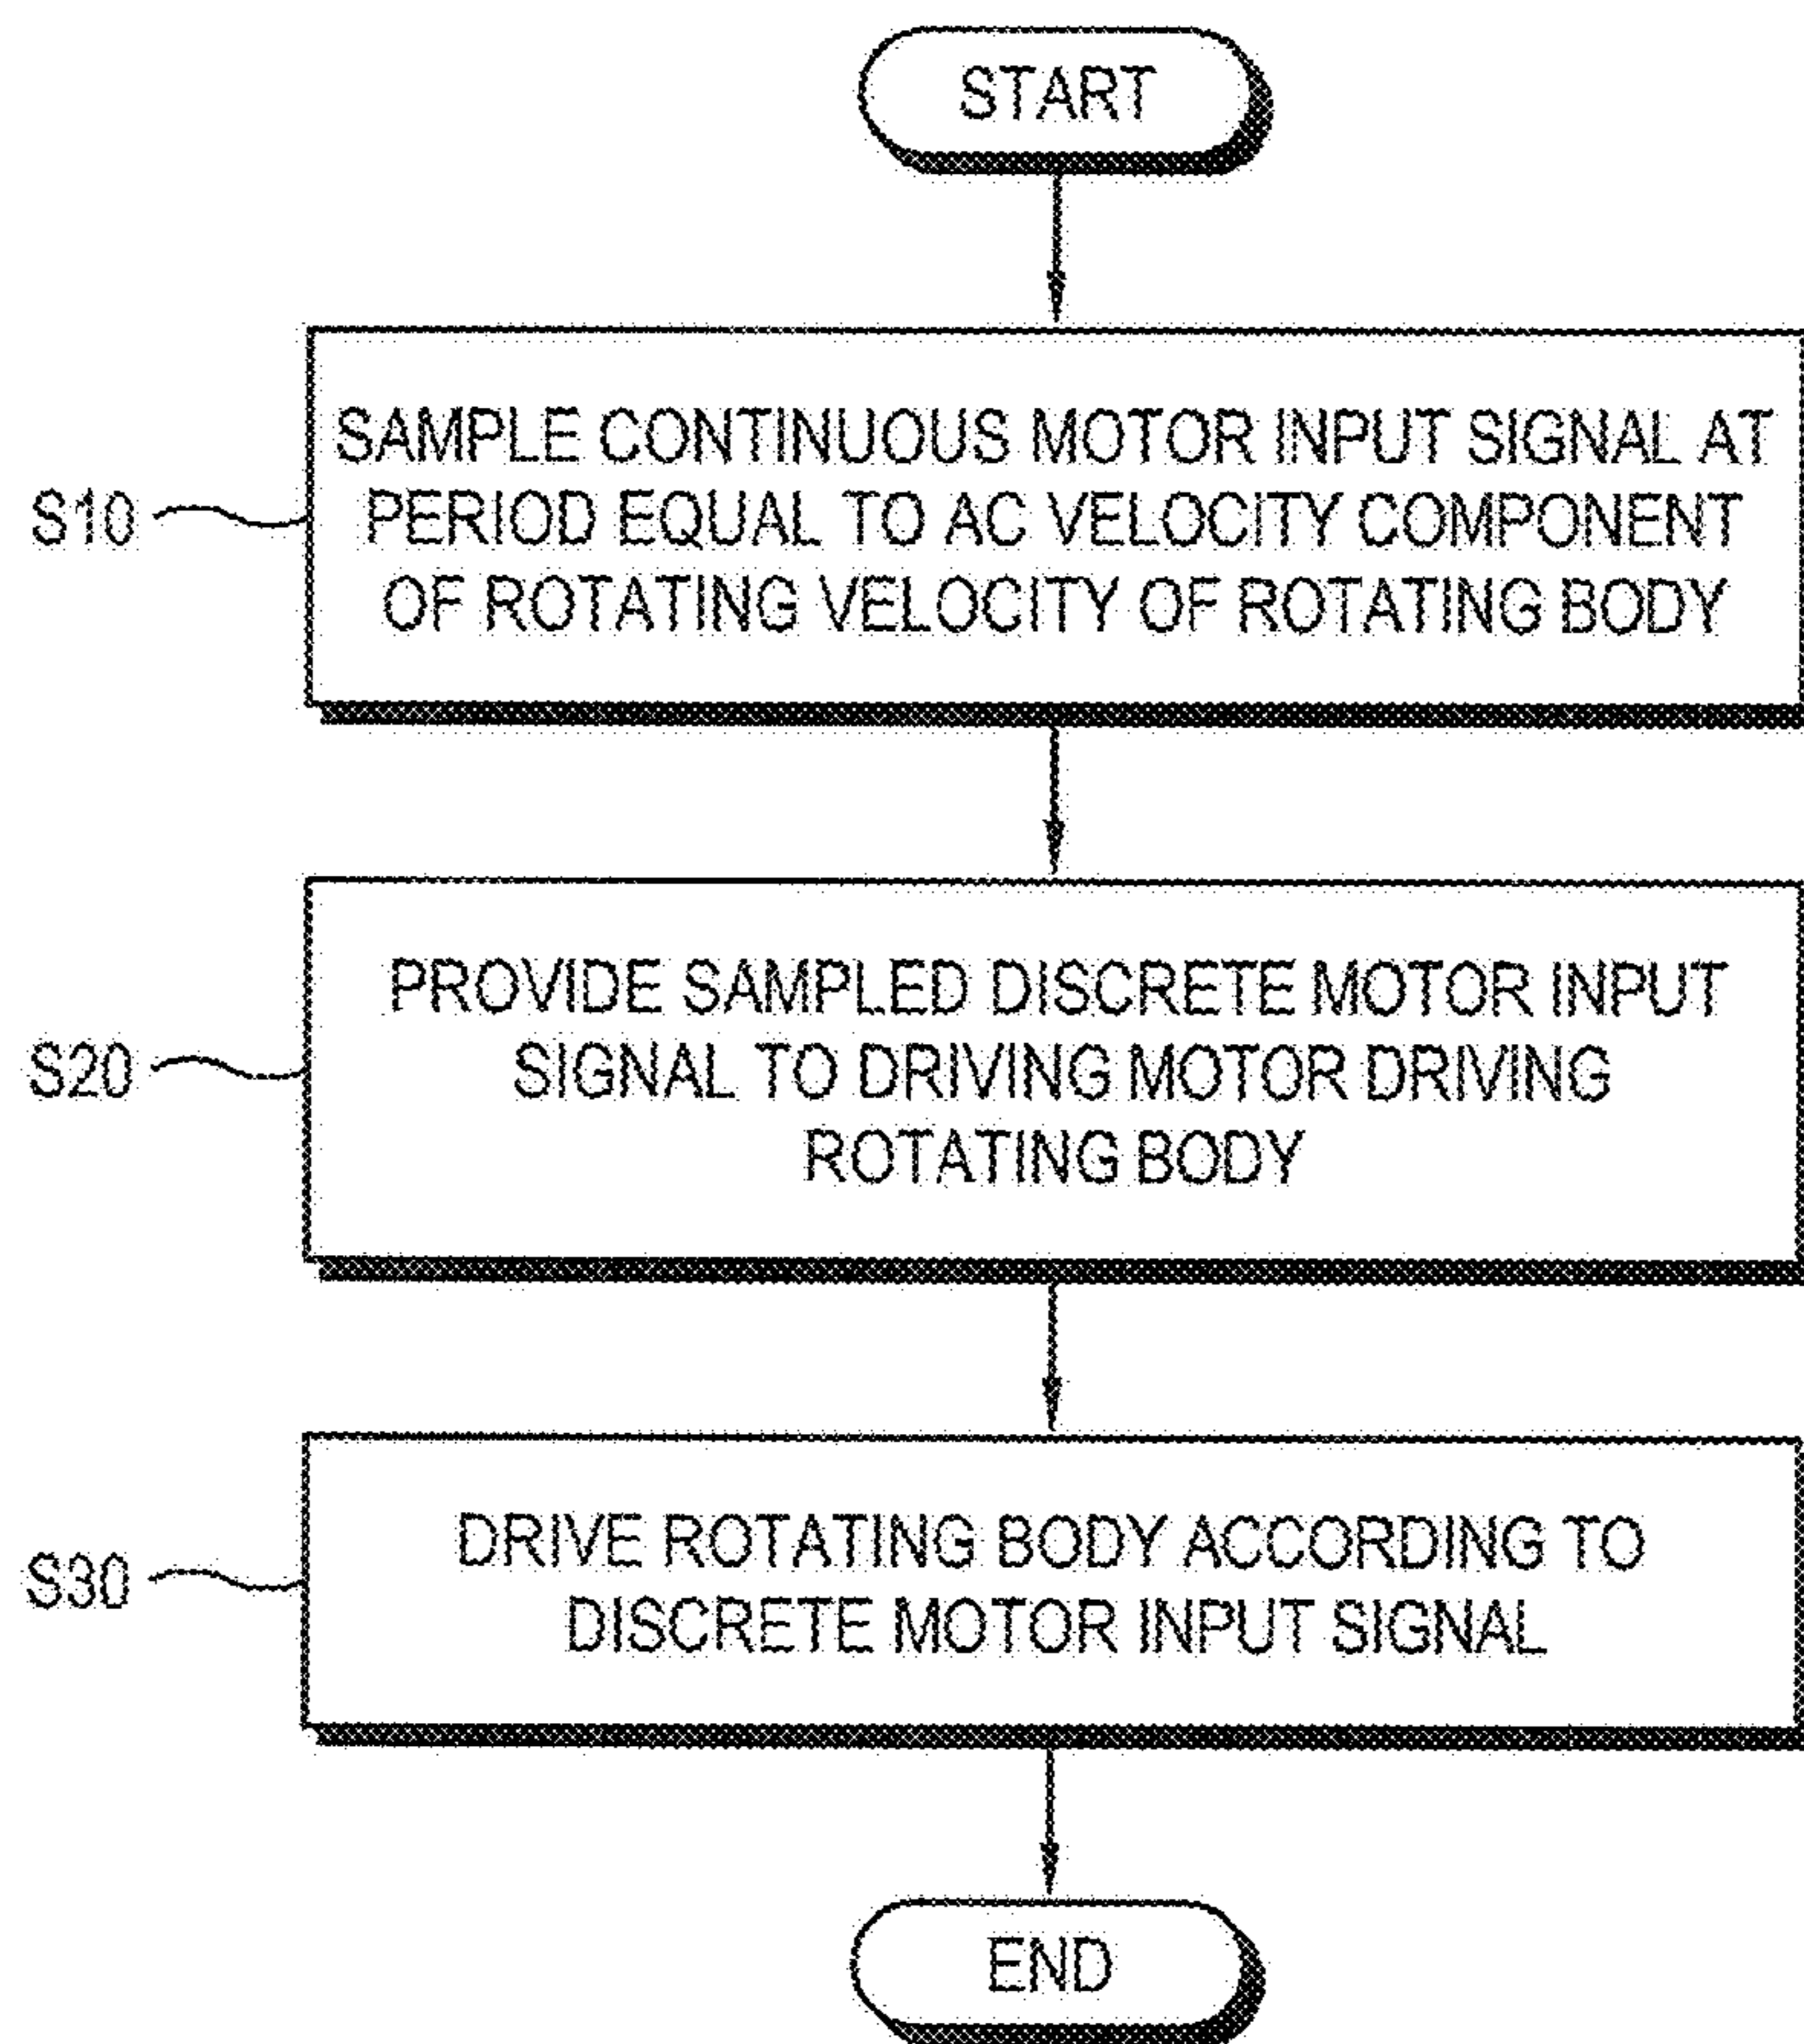 START
S10
SAMPLE CONTINUOUS MOTOR INPUT SIGNAL AT
PERIOD EQUAL TO AC VELOCITY COMPONENT
OF ROTATING VELOCITY OF ROTATING BODY
S20
PROVIDE SAMPLED DISCRETE MOTOR INPUT
SIGNAL TO DRIVING MOTOR DRIVING
ROTATING BODY
S30
DRIVE ROTATING BODY ACCORDING TO
DISCRETE MOTOR INPUT SIGNAL
END